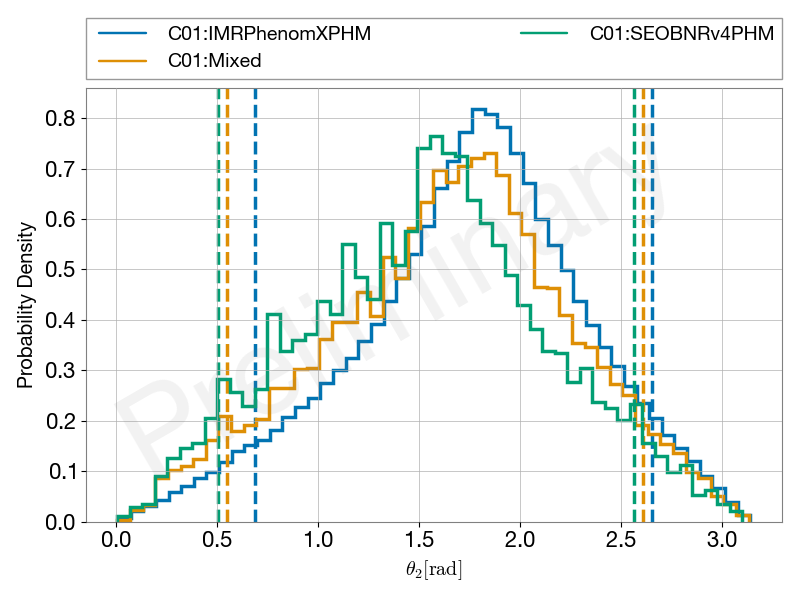 C01:IMRPhenomXPHM
C01:SEOBNRv4PHM
C01:Mixed
Preliminary
Probability Density
0.8
0.7
0.6
0.5
0.4
0.3
0.2
0.1
0.0
0.0 0.5 1.0 1.5 2.0 2.5 3.0
θ₂[rad]